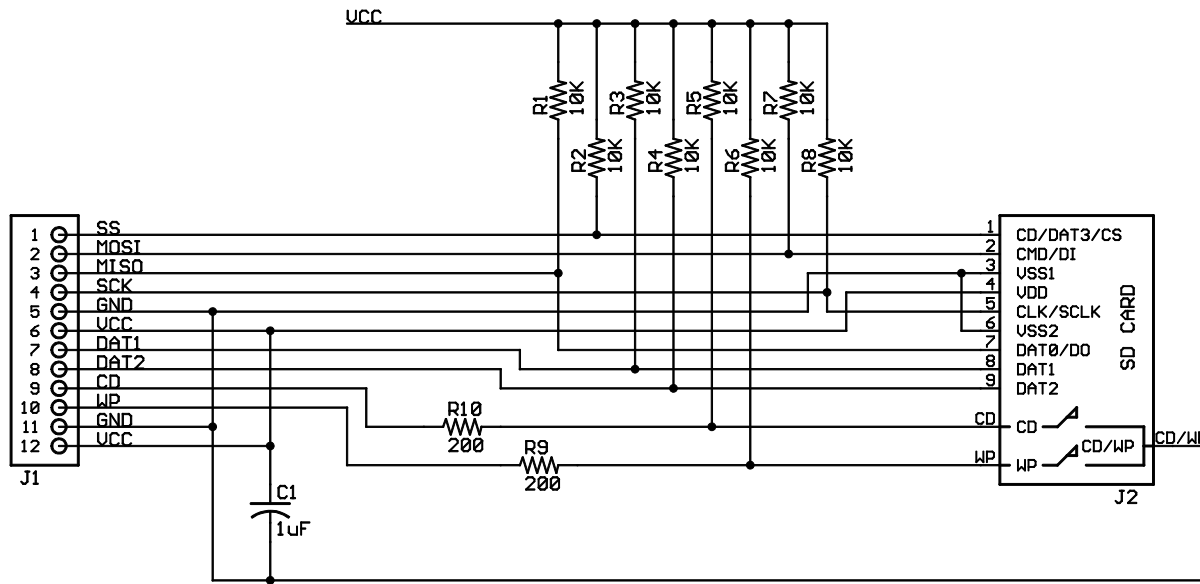 VCC
R1 10K
R3 10K
R5 10K
R7 10K
R2 10K
R4 10K
R6 10K
R8 10K
1 SS
2 MOSI
3 MISO
4 SCK
5 GND
6 VCC
7 DAT1
8 DAT2
9 CD
10 WP
11 GND
12 VCC
J1
R10
200
R9
200
C1
1uF
1 CD/DAT3/CS
2 CMD/DI
3 VSS1
4 VDD
5 CLK/SCLK
6 VSS2
7 DAT0/DO
8 DAT1
9 DAT2
SD CARD
CD CD
WP WP
CD/WP
J2